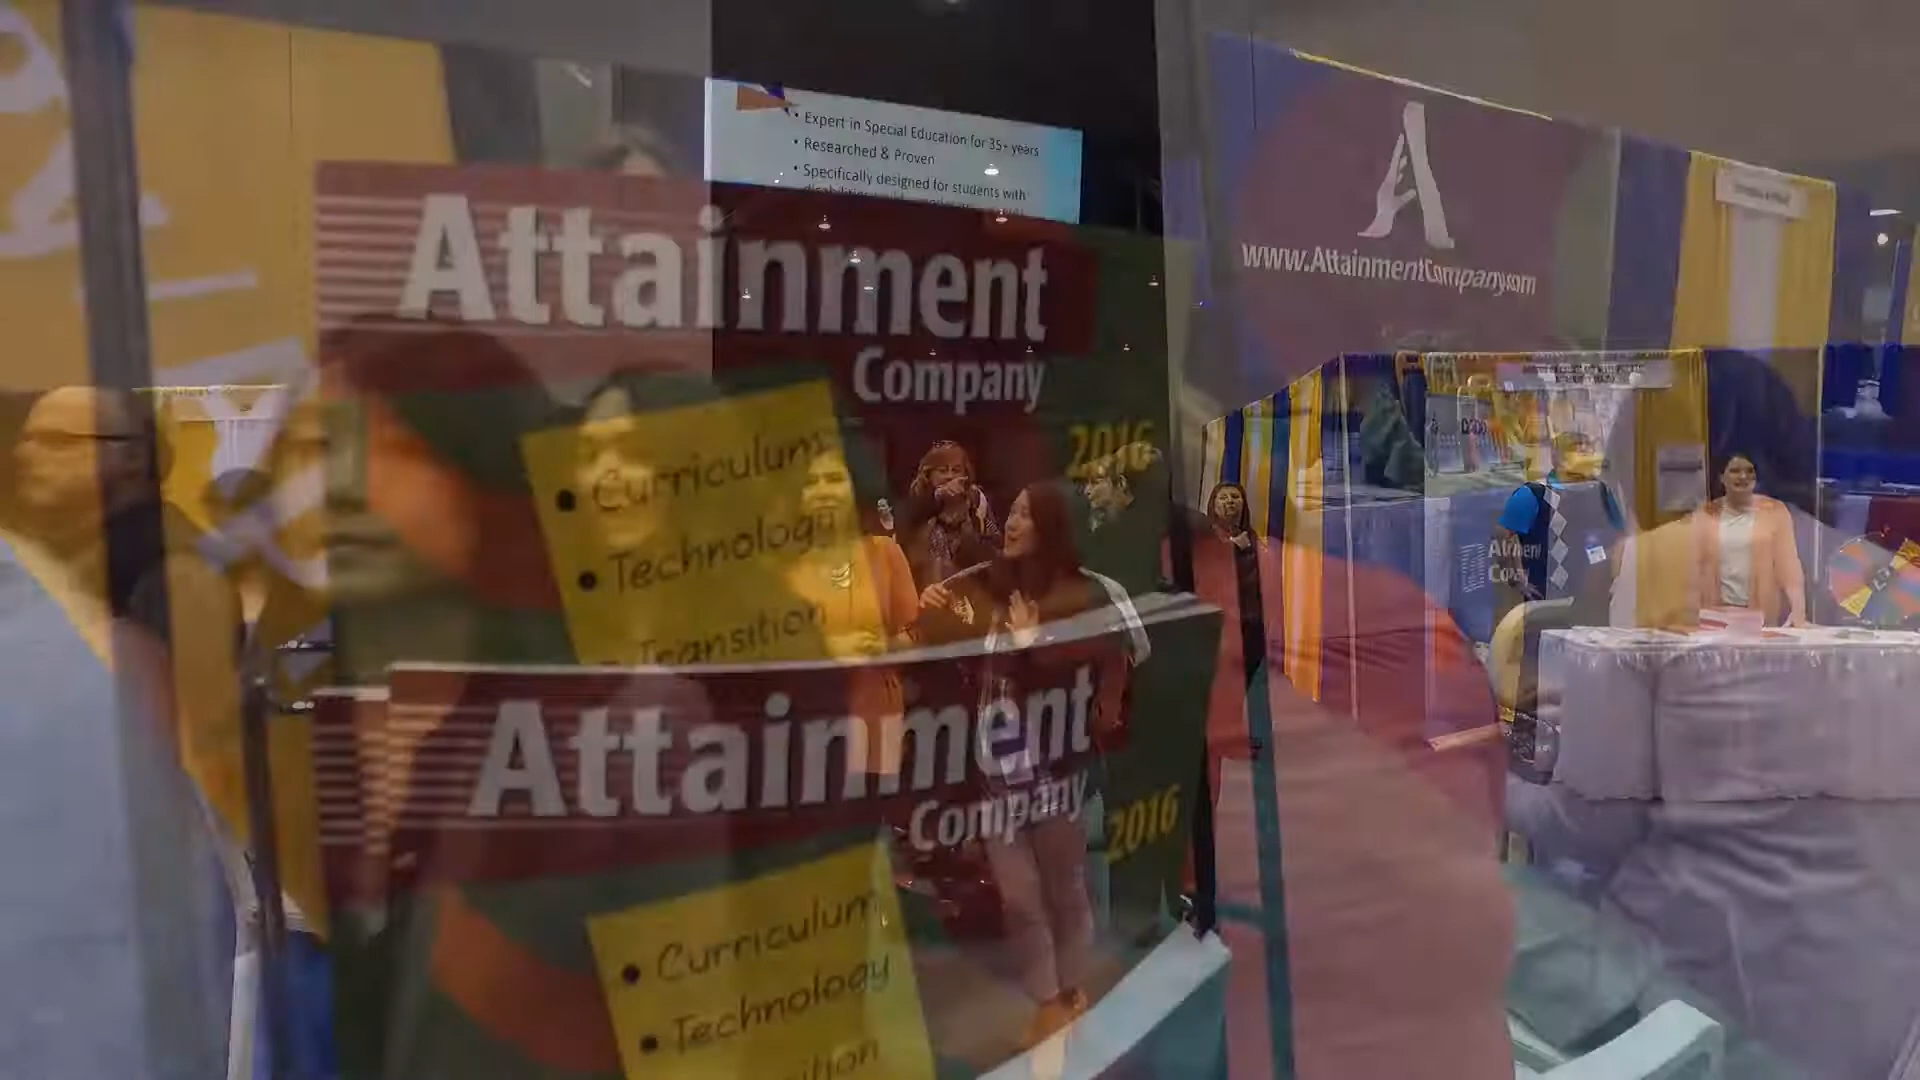 • Expert in Special Education for 35+ years
• Researched & Proven
• Specifically designed for students with
Attainment
Company
2016
• Curriculum
• Technology
• Transition
Attainment
Company
2016
• Curriculum
• Technology
A
www.AttainmentCompany.com